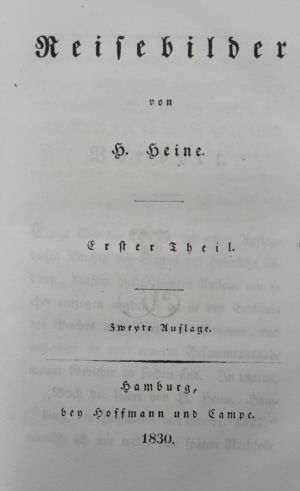 Reisebilder
von
H. Heine.
Erster Theil.
Zweyte Auflage.
Hamburg,
bey Hoffmann und Campe.
1830.